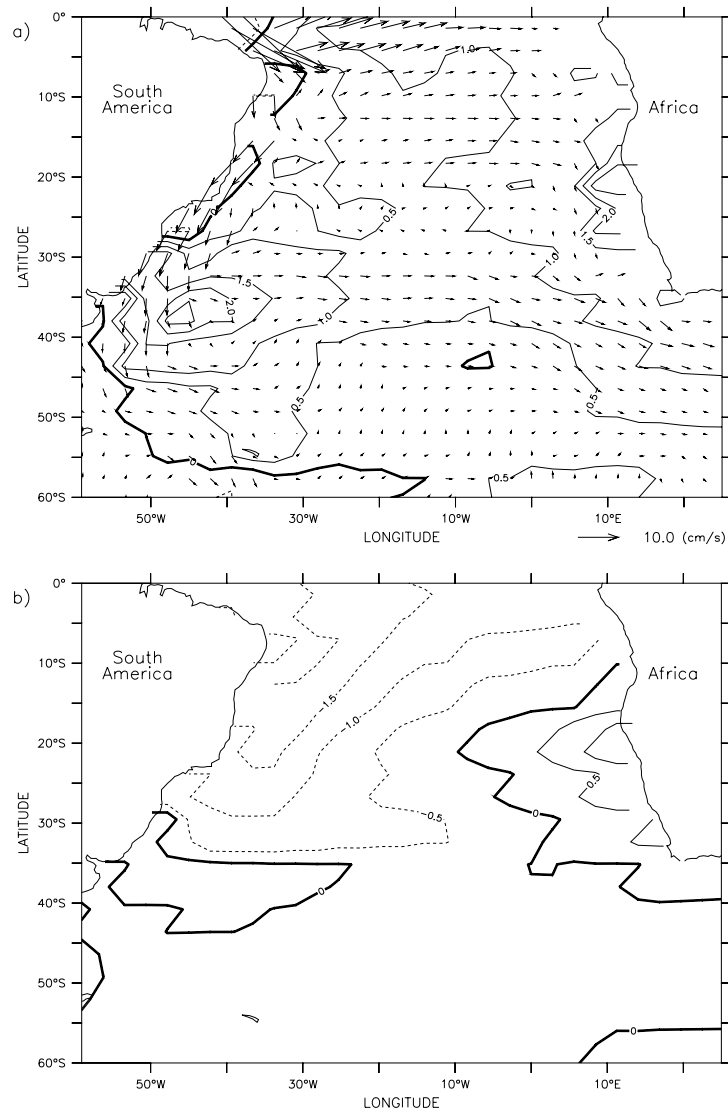 a)
0°
10°S
20°S
30°S
40°S
50°S
60°S
LATITUDE
South
America
Africa
1.0
0.5
2.0
1.5
1.0
0
1.5
2.0
1.0
0.5
0.5
0
0.5
50°W
30°W
10°W
10°E
LONGITUDE
10.0 (cm/s)
b)
0°
10°S
20°S
30°S
40°S
50°S
60°S
LATITUDE
South
America
Africa
-1.5
-1.0
-0.5
0.5
0
0
0
50°W
30°W
10°W
10°E
LONGITUDE